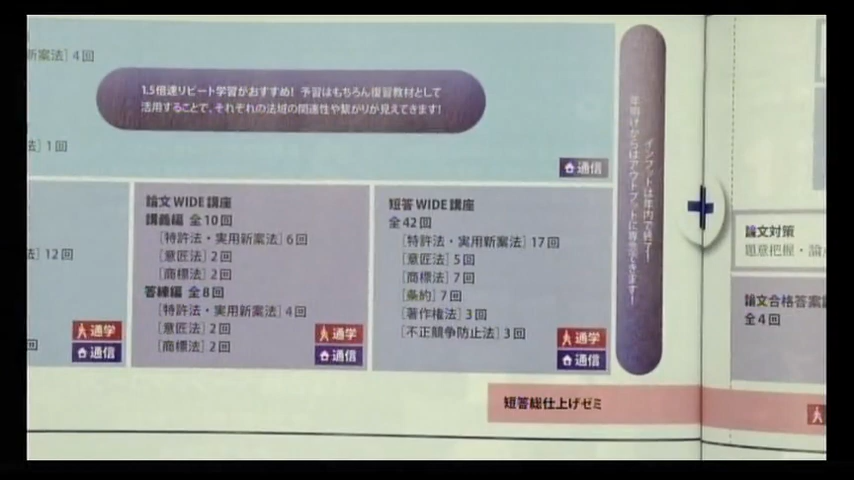 新案法］4回
1.5倍速リピート学習がおすすめ！ 予習はもちろん復習教材として
活用することで、それぞれの法域の関連性や繋がりが見えてきます！
法］1回
通信
法］12回
回
通学
通信
論文WIDE講座
講義編 全10回
［特許法・実用新案法］6回
［意匠法］2回
［商標法］2回
答練編 全8回
［特許法・実用新案法］4回
［意匠法］2回
［商標法］2回
通学
通信
短答WIDE講座
全42回
［特許法・実用新案法］17回
［意匠法］5回
［商標法］7回
［条約］7回
［著作権法］3回
［不正競争防止法］3回
通学
通信
インプットは年内で終了！
年明けからはアウトプットに専念できます！
短答総仕上げゼミ
論文対策
題意把握・論
論文合格答案
全4回